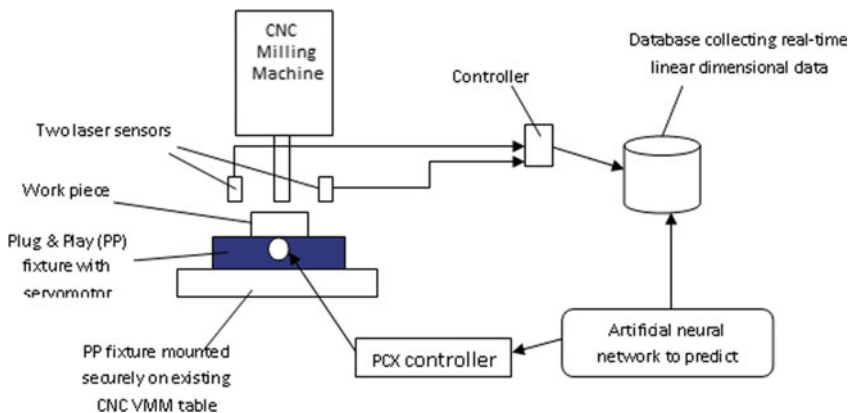 CNC
Milling
Machine
Database collecting real-time
linear dimensional data
Controller
Two laser sensors
Work piece
Plug & Play (PP)
fixture with
servomotor
PP fixture mounted
securely on existing
CNC VMM table
PCX controller
Artificial neural
network to predict